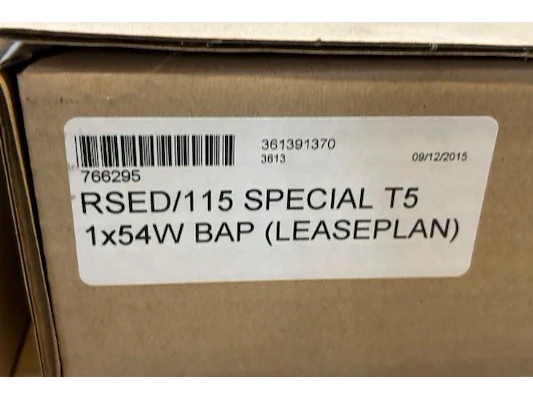 361391370
3613 09/12/2015
766295
RSED/115 SPECIAL T5
1x54W BAP (LEASEPLAN)